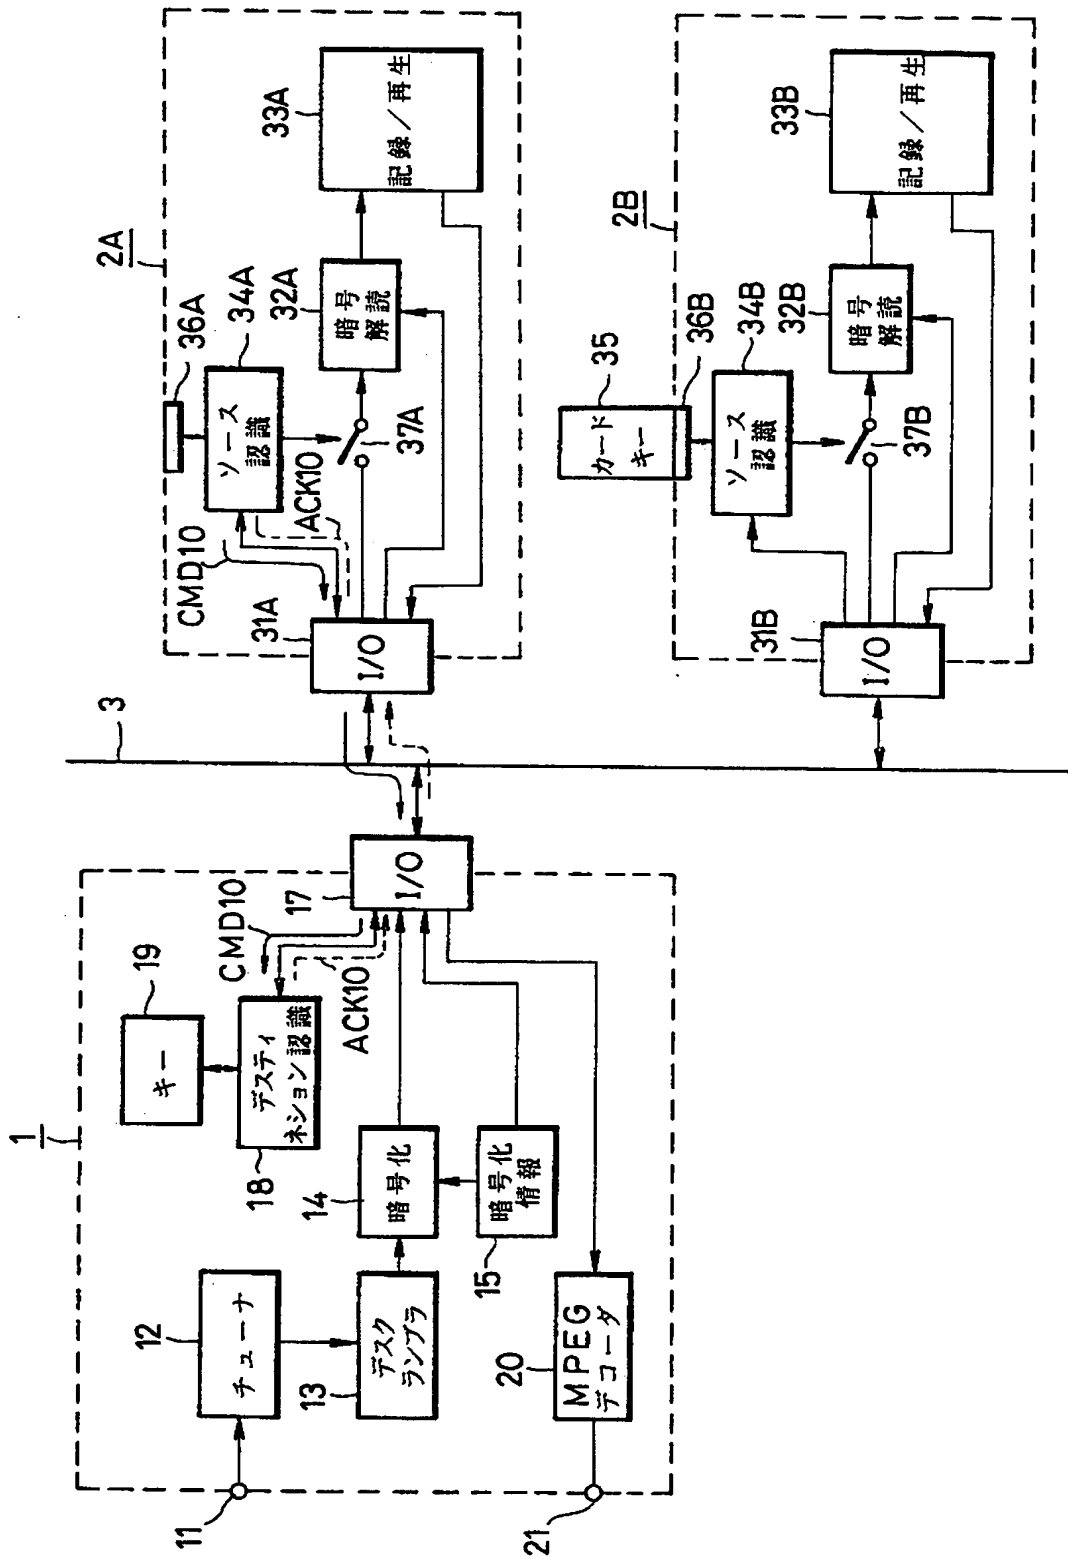 1
11
12
チューナ
13
デスク
ランブラ
14
暗号化
15
暗号化
情報
18
デスティ
ネション認識
19
キー
CMD10
ACK10
17
I/O
20
MPEG
デコーダ
21
3
2A
31A
I/O
CMD10
ACK10
34A
ソース
認識
36A
37A
32A
暗号
解読
33A
記録/再生
2B
31B
I/O
35
カード
キー
36B
34B
ソース
認識
37B
32B
暗号
解読
33B
記録/再生